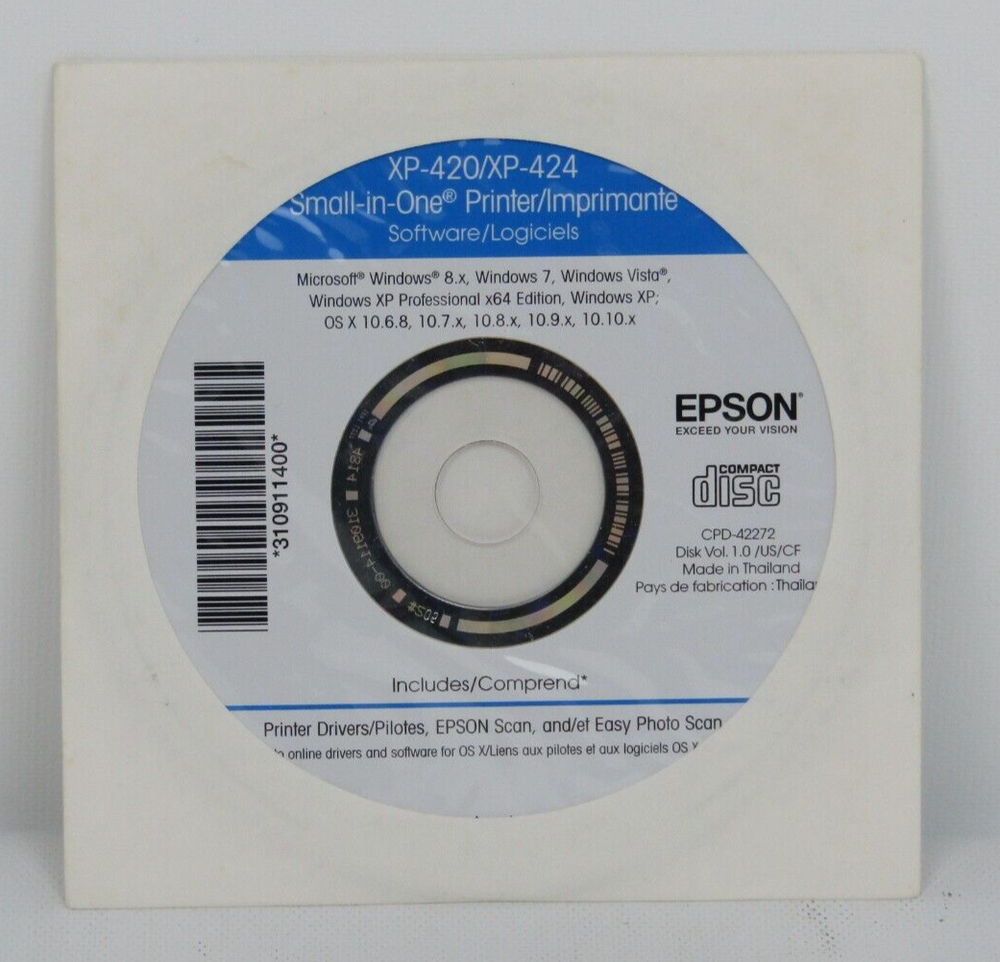 XP-420/XP-424
Small-in-One® Printer/Imprimante
Software/Logiciels
Microsoft® Windows® 8.x, Windows 7, Windows Vista®,
Windows XP Professional x64 Edition, Windows XP;
OS X 10.6.8, 10.7.x, 10.8.x, 10.9.x, 10.10.x
*310911400*
EPSON®
EXCEED YOUR VISION
COMPACT
disc
CPD-42272
Disk Vol. 1.0 /US/CF
Made in Thailand
Pays de fabrication : Thaila
Includes/Comprend*
Printer Drivers/Pilotes, EPSON Scan, and/et Easy Photo Scan
online drivers and software for OS X/Liens aux pilotes et aux logiciels OS X